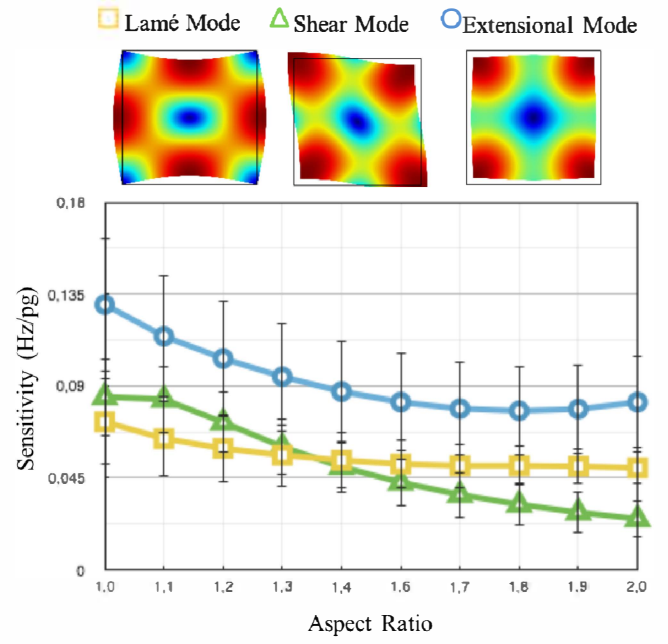 Lamé Mode Shear Mode Extensional Mode
0,18
0,135
0,09
0,045
0
Sensitivity (Hz/pg)
1,0 1,1 1,2 1,3 1,4 1,6 1,7 1,8 1,9 2,0
Aspect Ratio